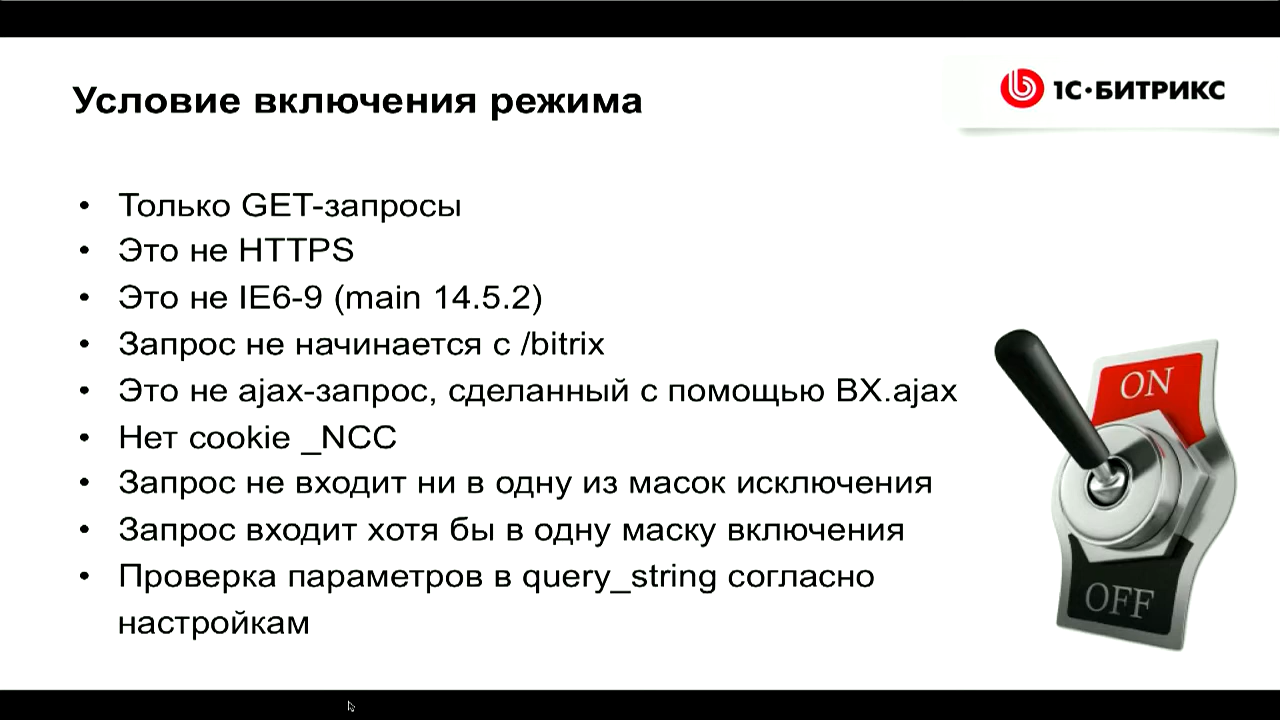 Условие включения режима
1С·БИТРИКС
• Только GET-запросы
• Это не HTTPS
• Это не IE6-9 (main 14.5.2)
• Запрос не начинается с /bitrix
• Это не ajax-запрос, сделанный с помощью BX.ajax
• Нет cookie _NCC
• Запрос не входит ни в одну из масок исключения
• Запрос входит хотя бы в одну маску включения
• Проверка параметров в query_string согласно
настройкам
ON
OFF